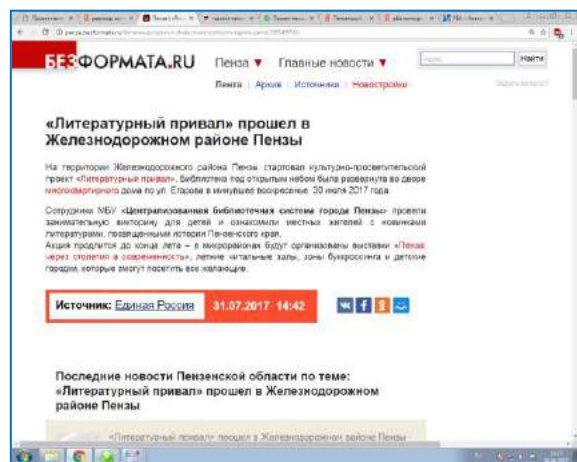 БЕЗФОРМАТА.RU Пенза Главные новости
Найти
Лента Архив Источники Новостройки
«Литературный привал» прошел в
Железнодорожном районе Пензы
На территории Железнодорожного района Пензы стартовал культурно-просветительский
проект «Литературный привал». Библиотека под открытым небом была развернута во дворе
многоквартирного дома по ул. Егорова в минувшее воскресенье, 30 июля 2017 года.
Сотрудники МБУ «Централизованная библиотечная система города Пензы» провели
занимательную викторину для детей и ознакомили местных жителей с новинками
литературами, посвященными истории Пензенского края.
Акция продлится до конца лета – в микрорайонах будут организованы выставки «Пенза:
через столетия в современность», летние читальные залы, зоны буккроссинга и детские
городки, которые смогут посетить все желающие.
Источник: Единая Россия 31.07.2017 14:42
Последние новости Пензенской области по теме:
«Литературный привал» прошел в Железнодорожном
районе Пензы
«Литературный привал» прошел в Железнодорожном районе Пензы -